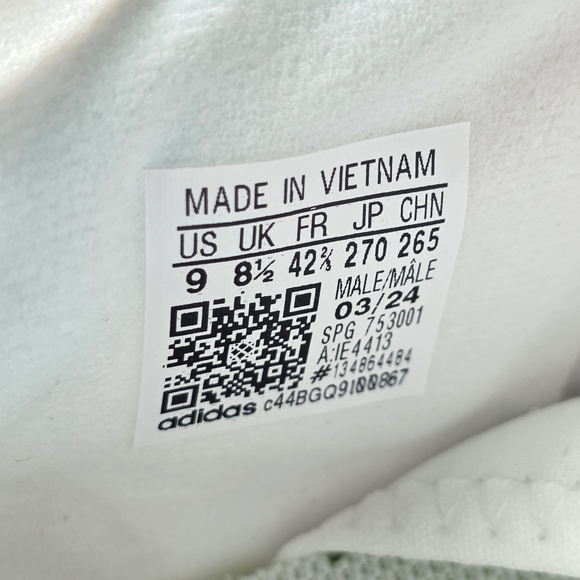 MADE IN VIETNAM
US UK FR JP CHN
9 8½ 42⅔ 270 265
MALE/MÂLE
03/24
SPG 753001
A:IE4413
#134864484
adidas c44BGQ9I00867